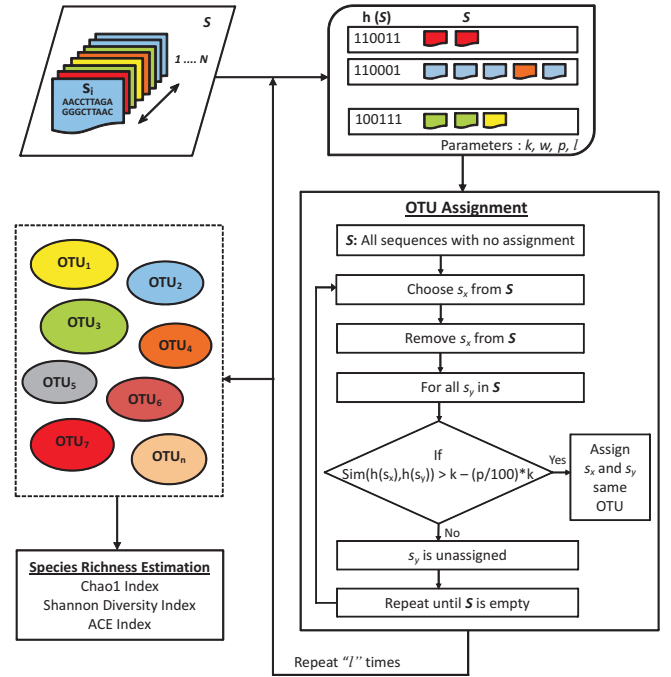 S
1 .... N
Si
AACCTTAGA
GGGCTTAAC
h (S) S
110011
110001
100111
Parameters : k, w, p, l
OTU Assignment
S: All sequences with no assignment
Choose sx from S
Remove sx from S
For all sy in S
If
Sim(h(sx),h(sy)) > k – (p/100)*k
Yes
Assign
sx and sy
same
OTU
No
sy is unassigned
Repeat until S is empty
Repeat “l” times
OTU1
OTU2
OTU3
OTU4
OTU5
OTU6
OTU7
OTUn
Species Richness Estimation
Chao1 Index
Shannon Diversity Index
ACE Index